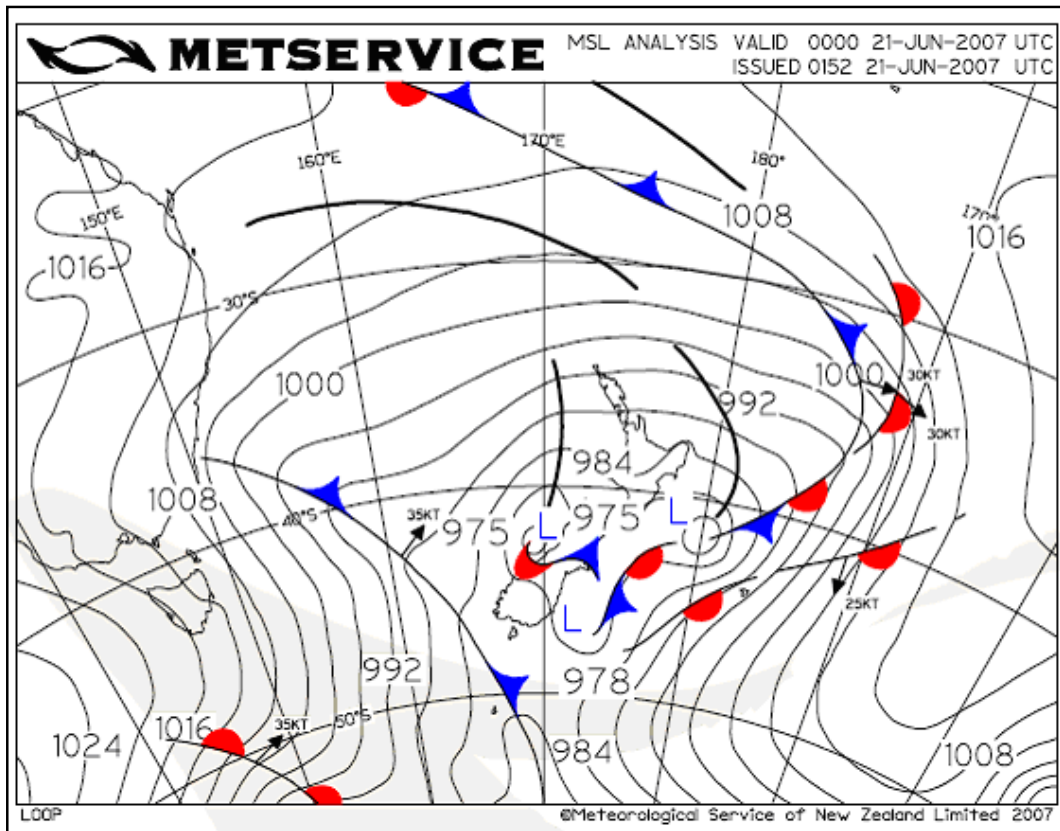 METSERVICE
MSL ANALYSIS VALID 0000 21-JUN-2007 UTC
ISSUED 0152 21-JUN-2007 UTC
170°E
160°E
180°
150°E
1008
1016
1016
30°S
1000
1000
30KT
992
30KT
984
1008
40°S
35KT
975
L
975
L
25KT
L
992
978
50°S
1016
35KT
1024
984
1008
LOOP
©Meteorological Service of New Zealand Limited 2007